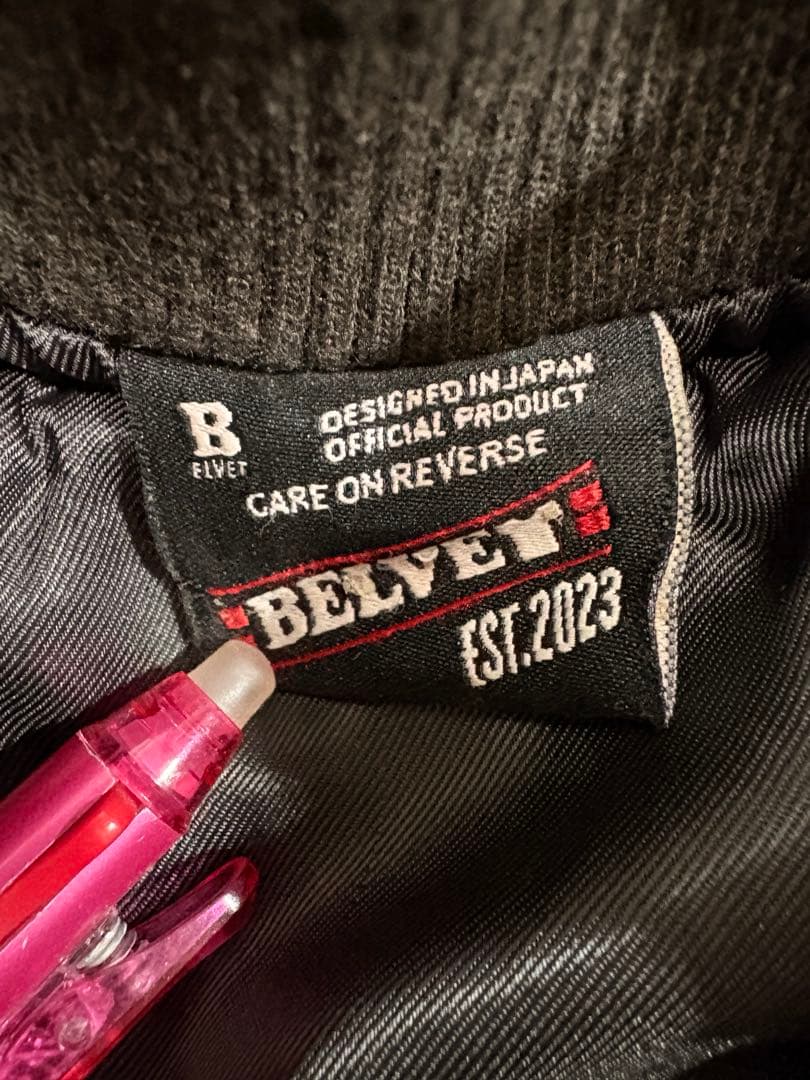 B
ELVET
DESIGNED IN JAPAN
OFFICIAL PRODUCT
CARE ON REVERSE
BELVET
EST.2023